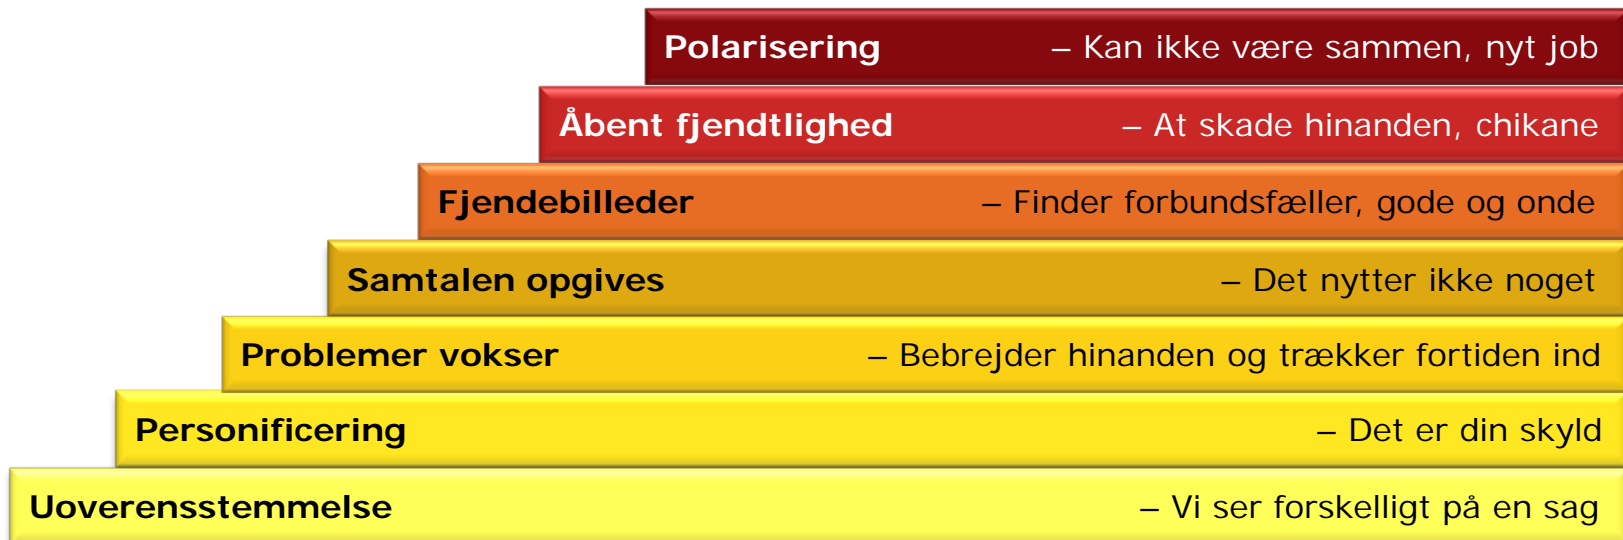 Polarisering – Kan ikke være sammen, nyt job
Åbent fjendtlighed – At skade hinanden, chikane
Fjendebilleder – Finder forbundsfæller, gode og onde
Samtalen opgives – Det nytter ikke noget
Problemer vokser – Bebrejder hinanden og trækker fortiden ind
Personificering – Det er din skyld
Uoverensstemmelse – Vi ser forskelligt på en sag